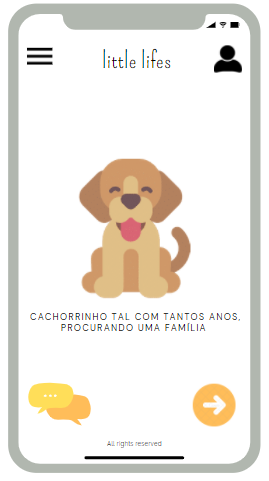 little lifes
CACHORRINHO TAL COM TANTOS ANOS,
PROCURANDO UMA FAMÍLIA
All rights reserved